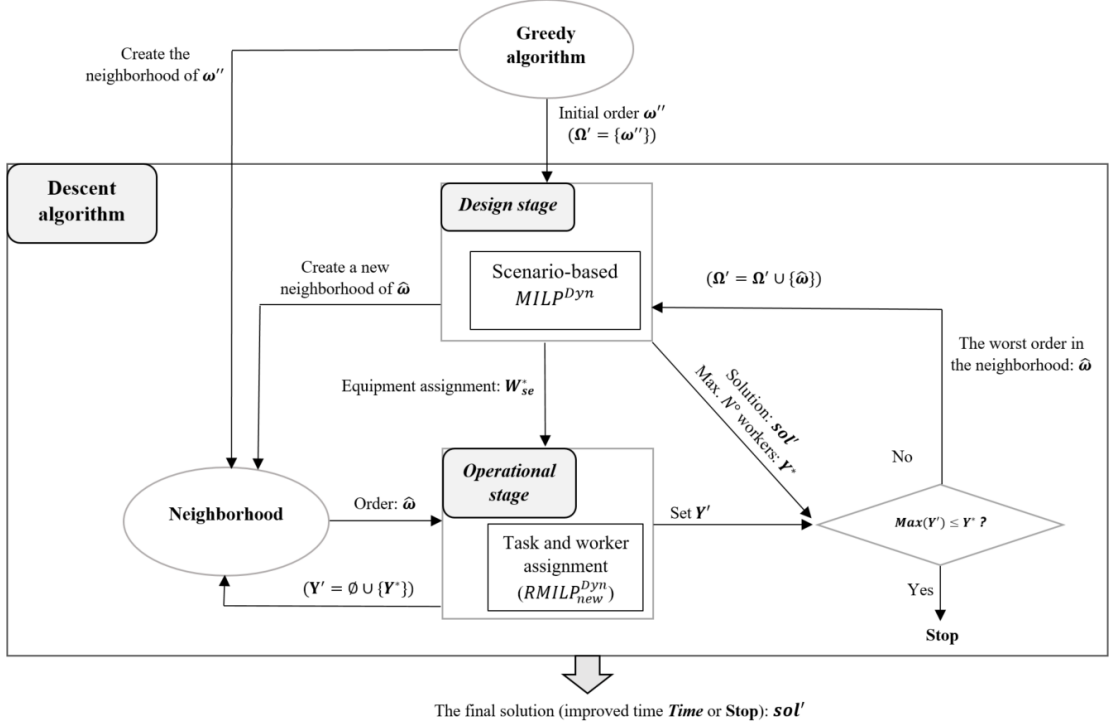 Greedy
algorithm
Create the
neighborhood of ω′′
Initial order ω′′
(Ω′ = {ω′′})
Descent
algorithm
Design stage
Scenario-based
MILP^Dyn
Create a new
neighborhood of ω̂
(Ω′ = Ω′ ∪ {ω̂})
The worst order in
the neighborhood: ω̂
Equipment assignment: W*_se
Solution: sol′
Max. N° workers: Y*
Operational
stage
No
Neighborhood
Order: ω̂
Set Y′
Max(Y′) ≤ Y* ?
Task and worker
assignment
(RMILP^Dyn_new)
(Y′ = ∅ ∪ {Y*})
Yes
Stop
The final solution (improved time Time or Stop): sol′